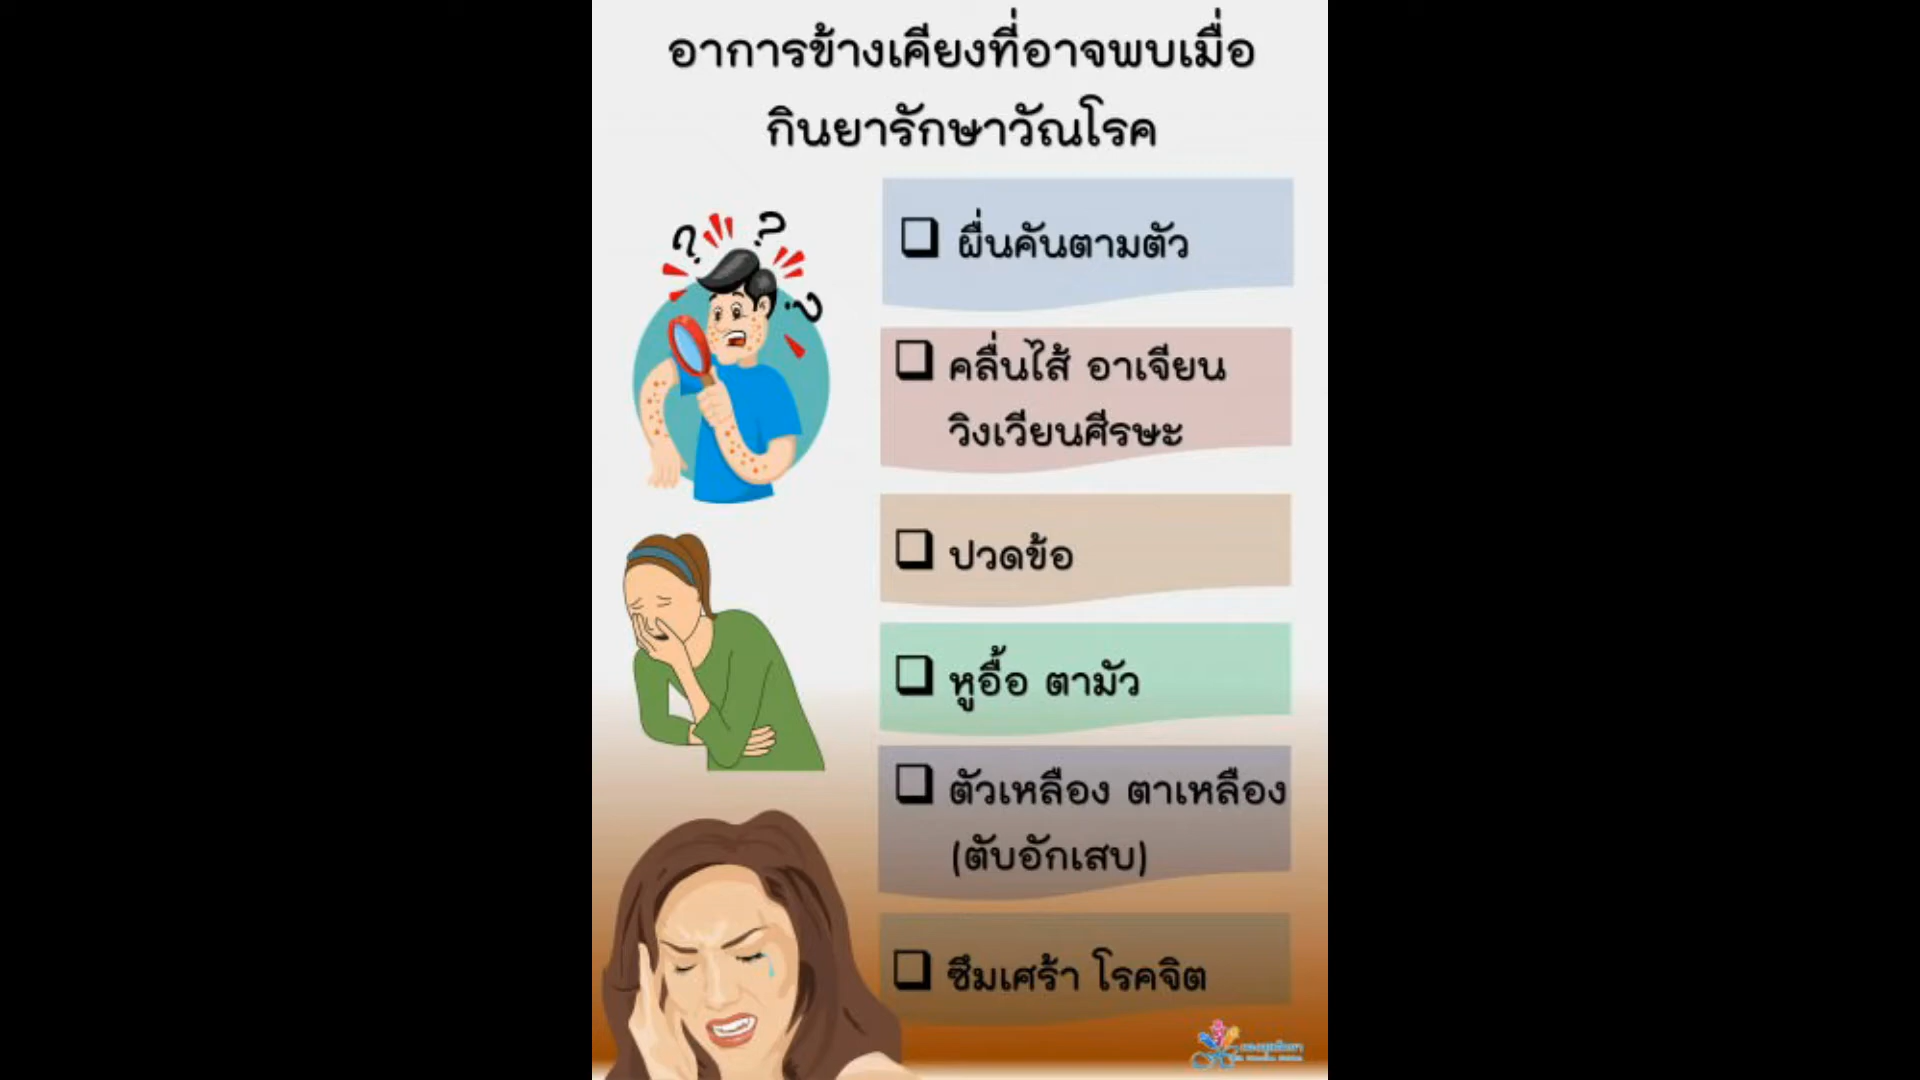 อาการข้างเคียงที่อาจพบเมื่อ
กินยารักษาวัณโรค
❑ ผื่นคันตามตัว
❑ คลื่นไส้ อาเจียน
วิงเวียนศีรษะ
❑ ปวดข้อ
❑ หูอื้อ ตามัว
❑ ตัวเหลือง ตาเหลือง
(ตับอักเสบ)
❑ ซึมเศร้า โรคจิต